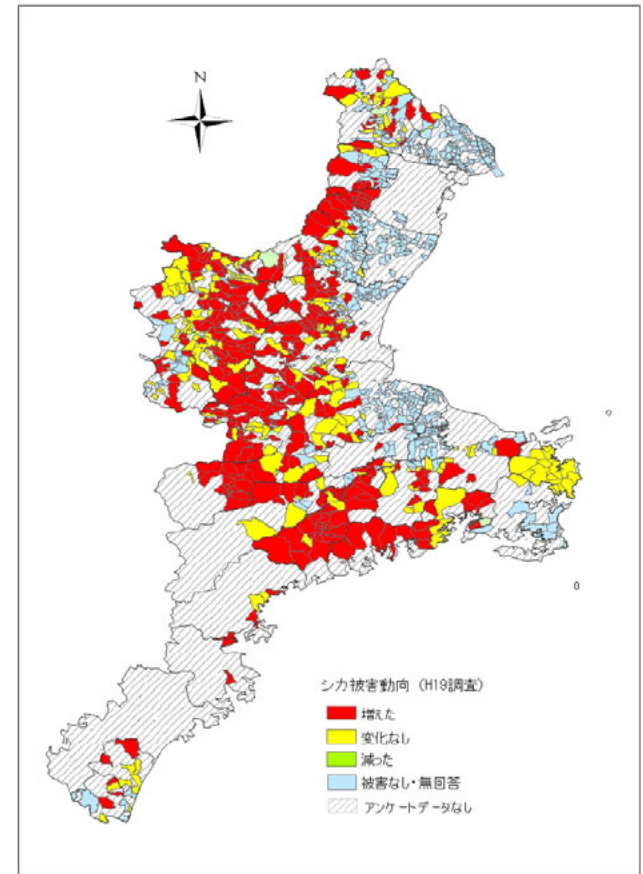 N
0
シカ被害動向 (H19調査)
増えた
変化なし
減った
被害なし・無回答
アンケートデータなし